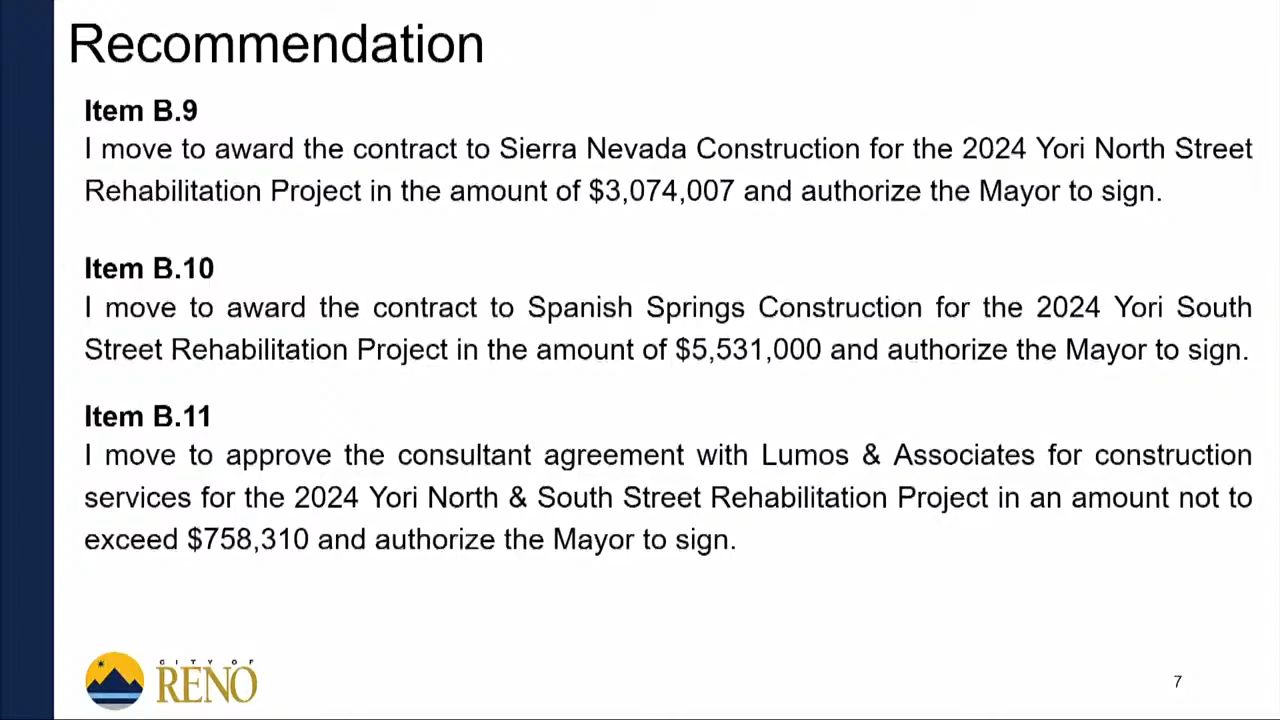 Recommendation
Item B.9
I move to award the contract to Sierra Nevada Construction for the 2024 Yori North Street
Rehabilitation Project in the amount of $3,074,007 and authorize the Mayor to sign.
Item B.10
I move to award the contract to Spanish Springs Construction for the 2024 Yori South
Street Rehabilitation Project in the amount of $5,531,000 and authorize the Mayor to sign.
Item B.11
I move to approve the consultant agreement with Lumos & Associates for construction
services for the 2024 Yori North & South Street Rehabilitation Project in an amount not to
exceed $758,310 and authorize the Mayor to sign.
CITY OF
RENO
7